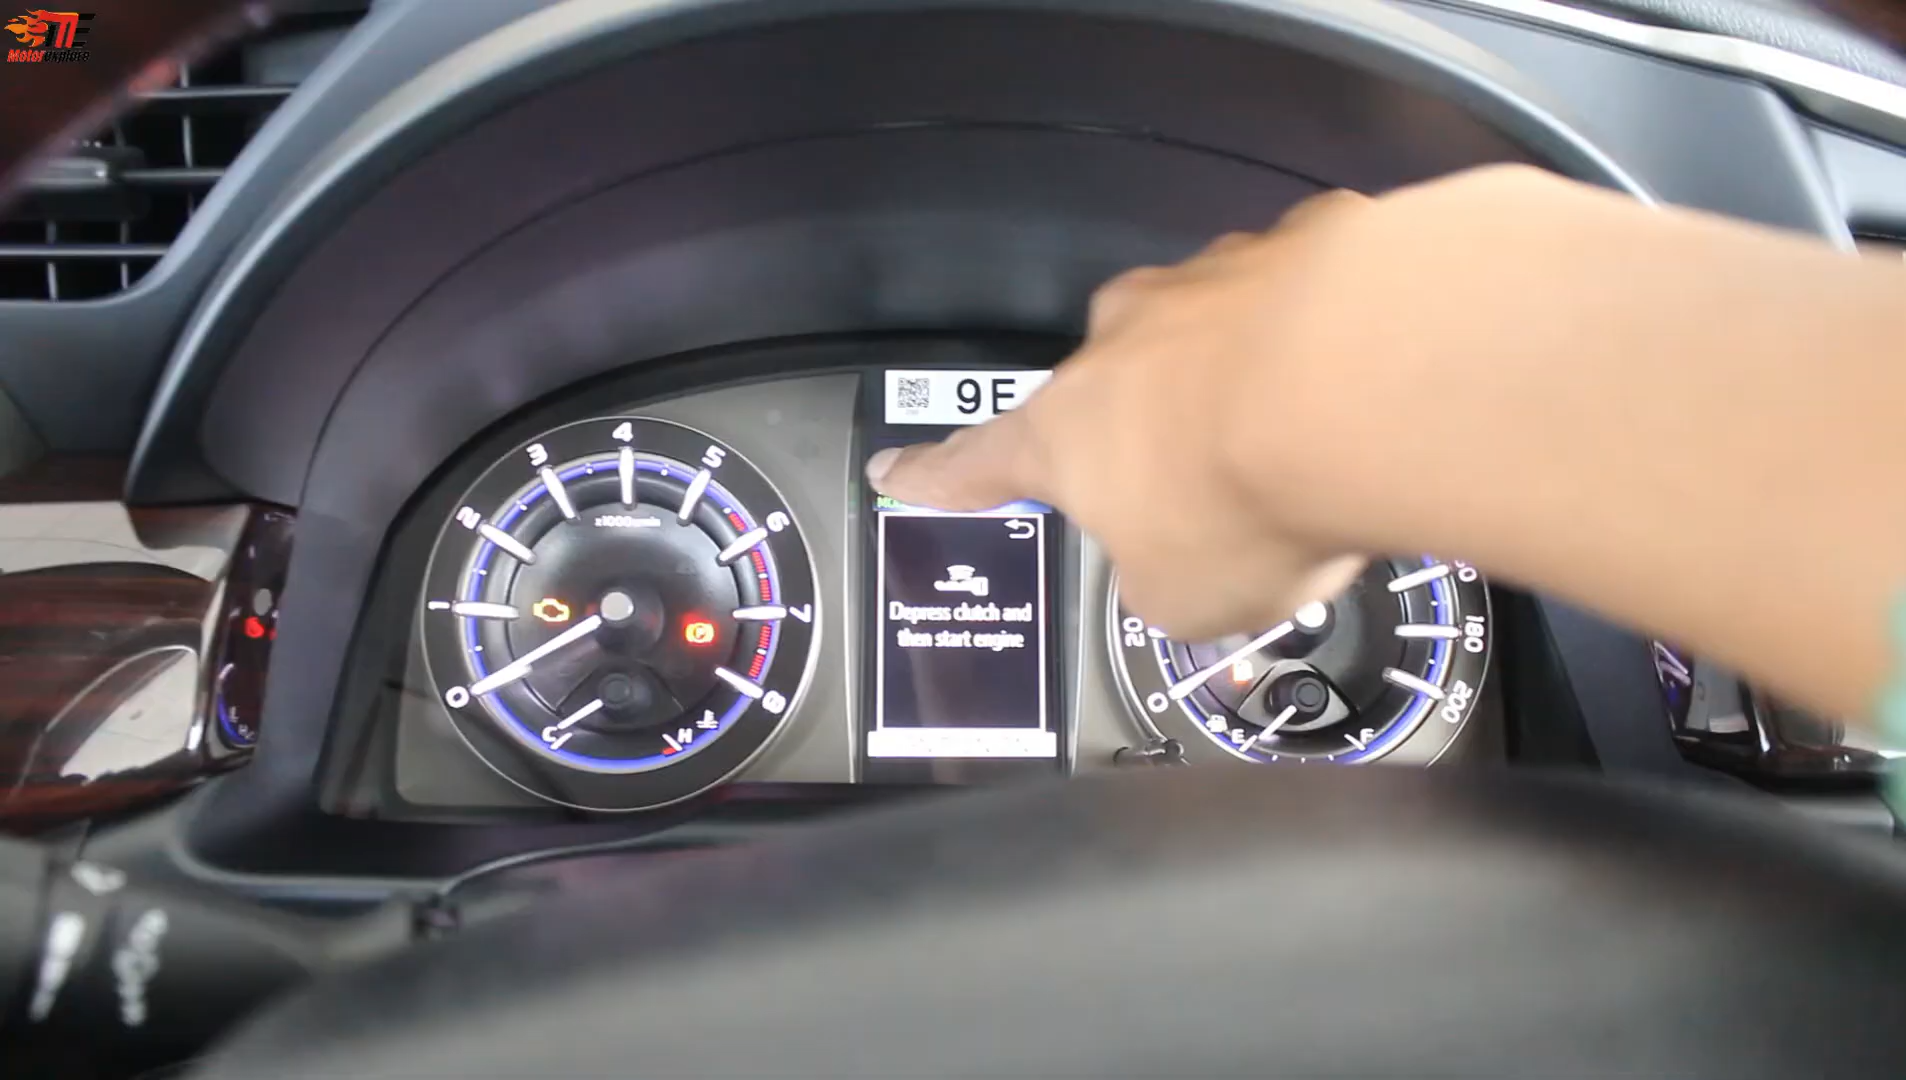 9E
Depress clutch and
then start engine
0
1
2
3
4
5
6
7
8
x1000r/min
C
H
0
20
180
200
E
F